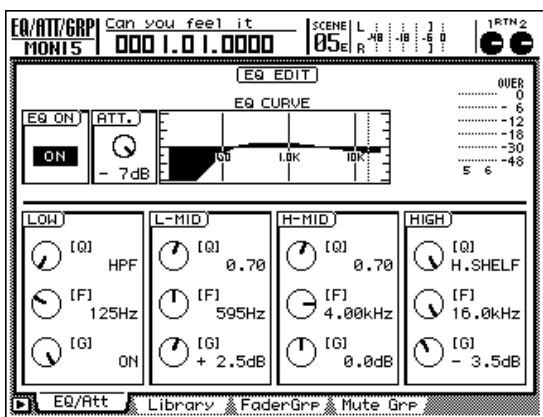 EQ/ATT/GRP Can you feel it SCENE L -48 -18 -6 0 1RTN2
MONI5 000 1.0 1.0000 05E R
EQ EDIT
EQ CURVE
EQ ON ATT. OVER
0
- 6
-12
-18
-30
-48
5 6
ON - 7dB
60 1.0K 10K
LOW L-MID H-MID HIGH
[Q] HPF [Q] 0.70 [Q] 0.70 [Q] H.SHELF
[F] 125Hz [F] 595Hz [F] 4.00kHz [F] 16.0kHz
[G] ON [G] + 2.5dB [G] 0.0dB [G] - 3.5dB
EQ/Att Library FaderGrp Mute Grp